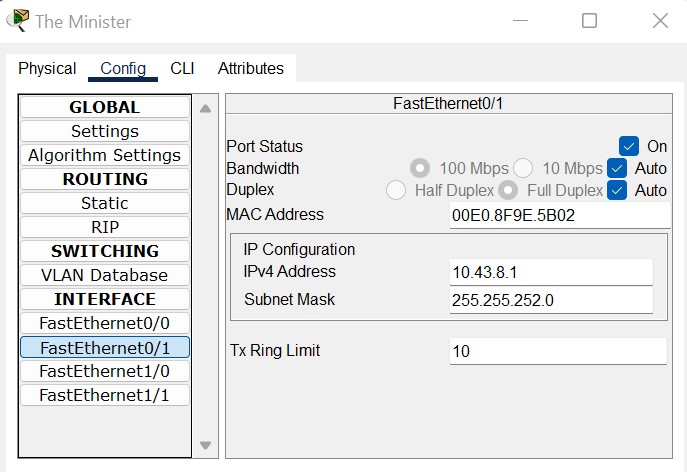 The Minister
Physical Config CLI Attributes
GLOBAL
Settings
Algorithm Settings
ROUTING
Static
RIP
SWITCHING
VLAN Database
INTERFACE
FastEthernet0/0
FastEthernet0/1
FastEthernet1/0
FastEthernet1/1
FastEthernet0/1
Port Status On
Bandwidth 100 Mbps 10 Mbps Auto
Duplex Half Duplex Full Duplex Auto
MAC Address 00E0.8F9E.5B02
IP Configuration
IPv4 Address 10.43.8.1
Subnet Mask 255.255.252.0
Tx Ring Limit 10